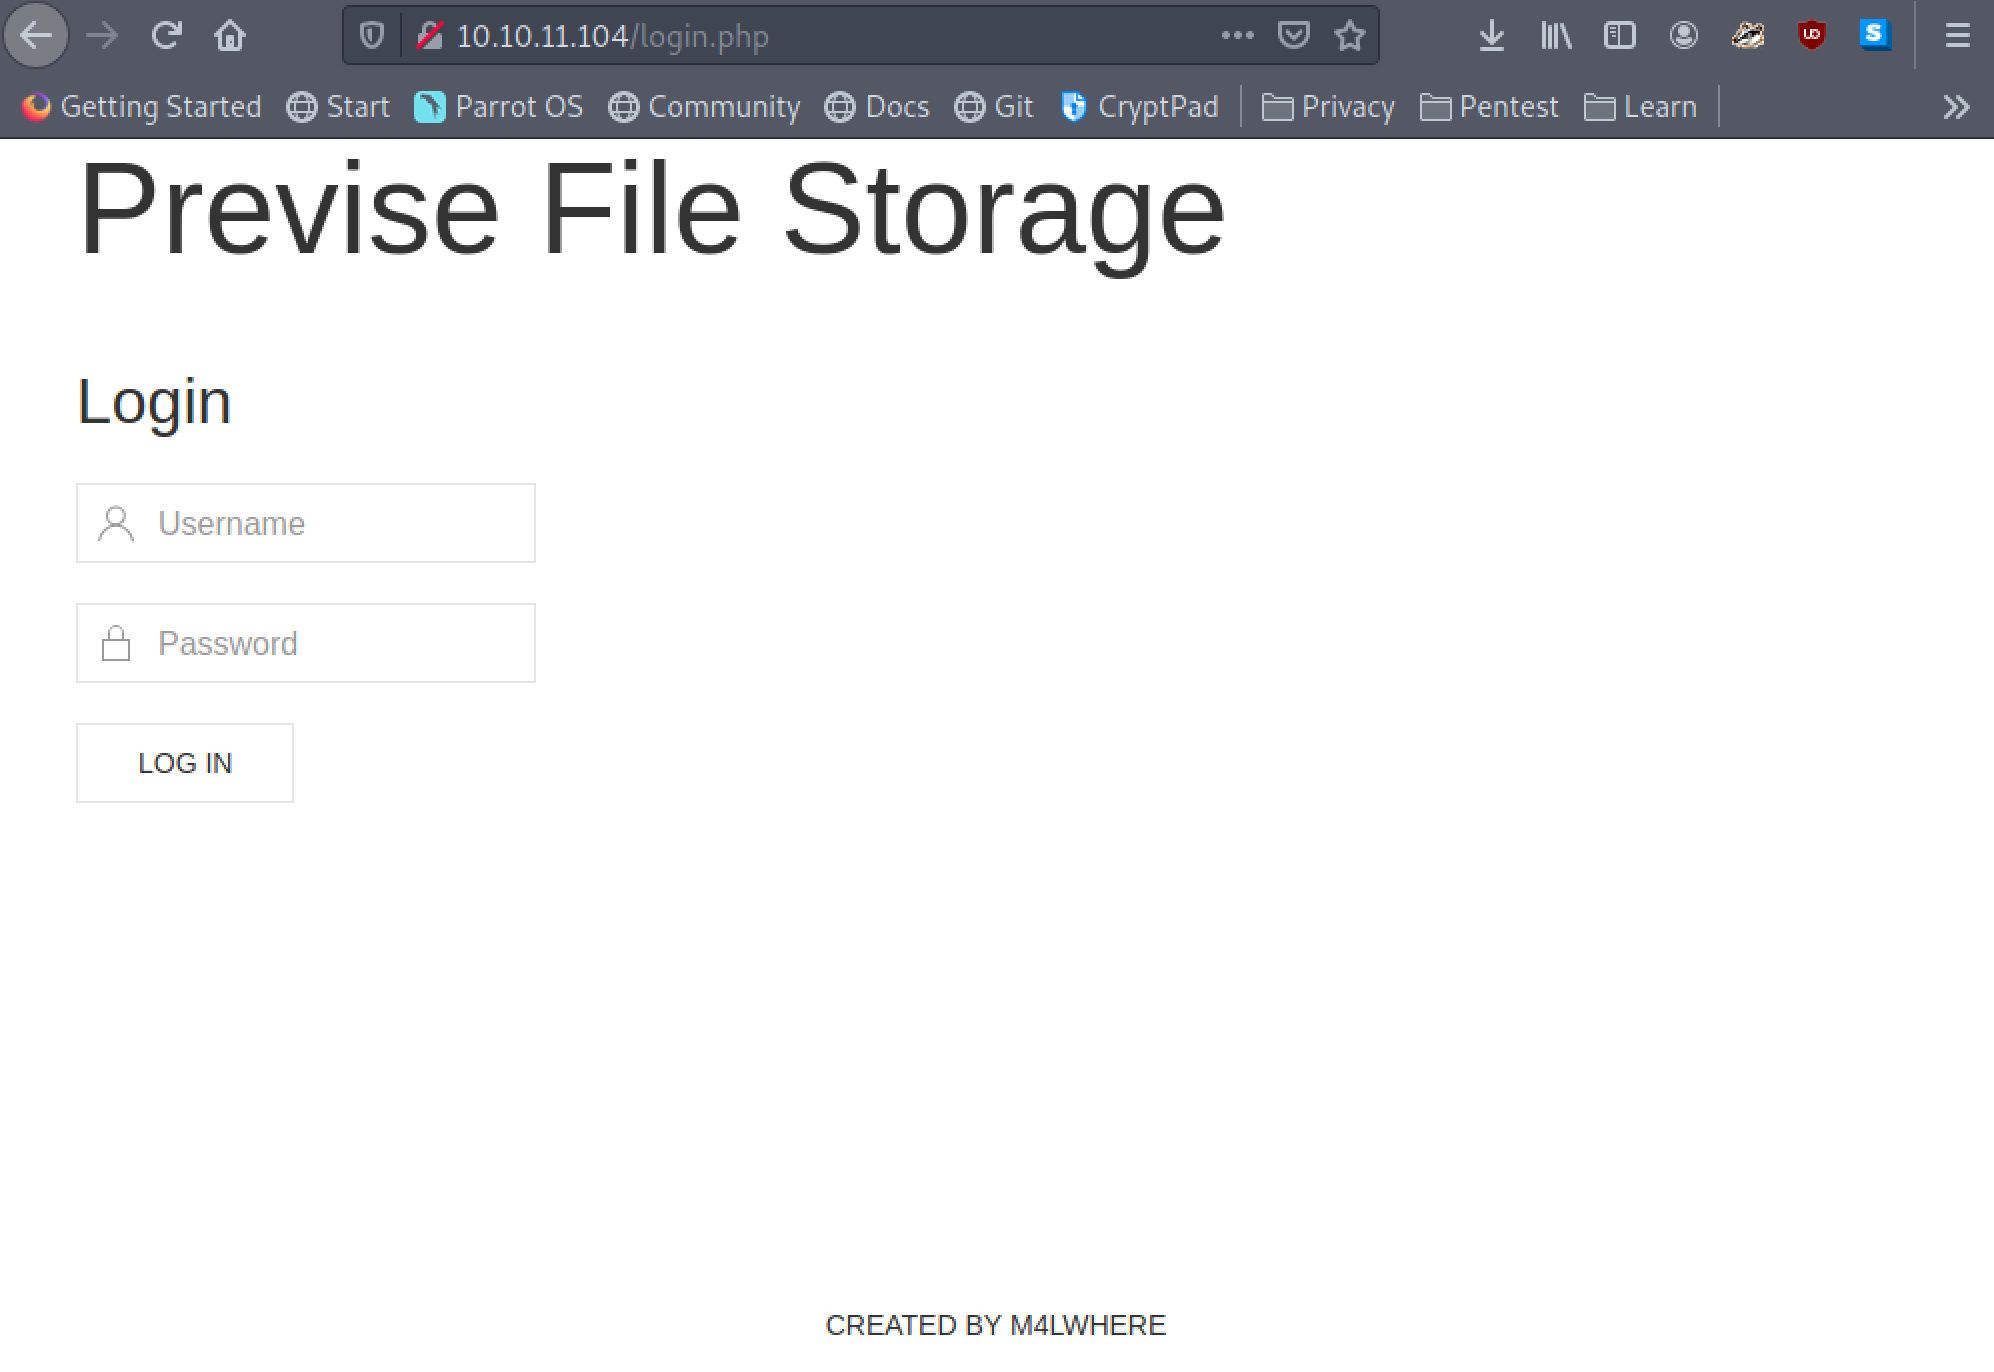 10.10.11.104/login.php
Getting Started Start Parrot OS Community Docs Git CryptPad Privacy Pentest Learn
Previse File Storage
Login
Username
Password
LOG IN
CREATED BY M4LWHERE